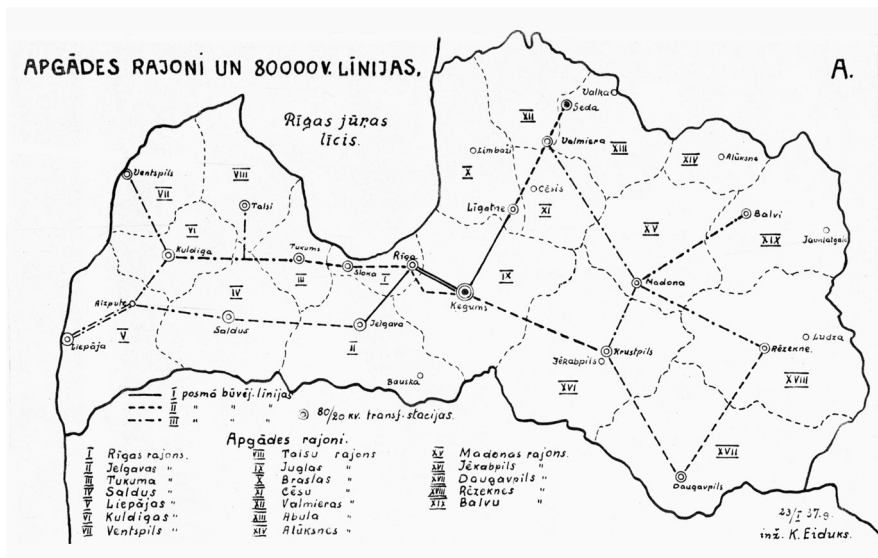 APGĀDES RAJONI UN 80000V. LĪNIJAS.
A.
Rīgas jūras
līcis.
Valka
Seda
XII
Valmiera
XIII
Limbaži
X
XIV
Alūksne
Cēsis
Līgatne
XI
XV
Balvi
XIX
Jaunlatgale
Ventspils
VII
VIII
Talsi
VI
Kuldīga
Tukums
III
Sloka
I
Rīga
IX
Ķegums
Madona
Aizpute
IV
Saldus
Liepāja
V
Jelgava
II
Krustpils
Jēkabpils
XVI
Ludza
Rēzekne.
XVIII
Bauska
XVII
Daugavpils
I posmā būvēj. līnijas
II " " "
III " " "
80/20 kv. transf. stacijas.
Apgādes rajoni.
I Rīgas rajons.
II Jelgavas "
III Tukuma "
IV Saldus "
V Liepājas "
VI Kuldīgas "
VII Ventspils "
VIII Talsu rajons
IX Juglas "
X Braslas "
XI Cēsu "
XII Valmieras "
XIII Abula "
XIV Alūksnes "
XV Madonas rajons.
XVI Jēkabpils "
XVII Daugavpils "
XVIII Rēzeknes "
XIX Balvu "
23/I 37.g.
inž. K. Eiduks.